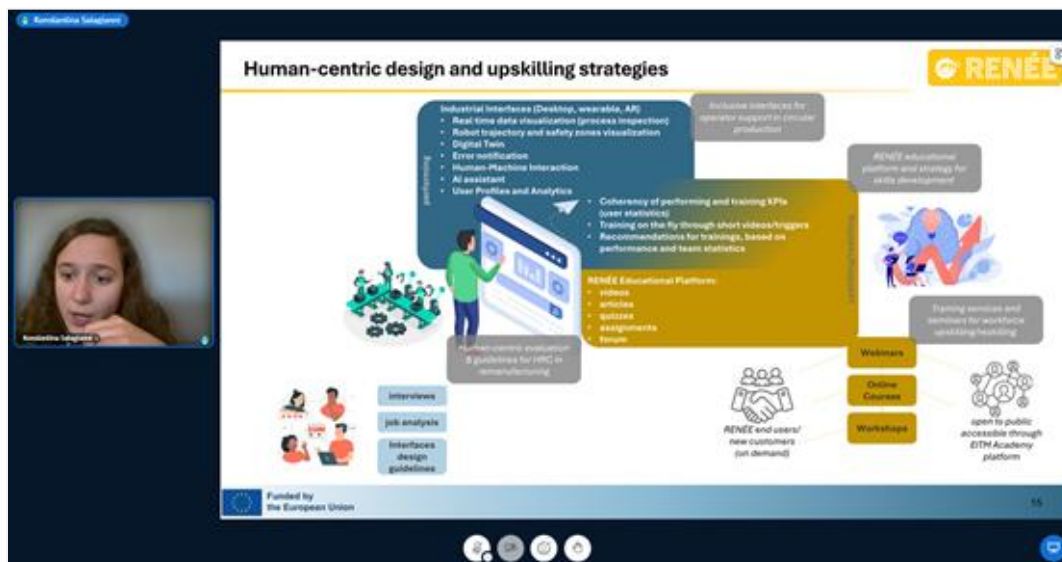 Konstantina Salagianni
Human-centric design and upskilling strategies
RENÉE
Industrial Interfaces (Desktop, wearable, AR)
• Real time data visualization (process inspection)
• Robot trajectory and safety zones visualization
• Digital Twin
• Error notification
• Human-Machine Interaction
• AI assistant
• User Profiles and Analytics
Inclusive interfaces for
operator support in circular
production
RENÉE educational
platform and strategy for
skills development
• Coherency of performing and training KPIs
(user statistics)
• Training on the fly through short videos/triggers
• Recommendations for trainings, based on
performance and team statistics
RENÉE Educational Platform:
• videos
• articles
• quizzes
• assignments
• forum
Training services and
seminars for workforce
upskilling/reskilling
Konstantina Salagianni
Human-centric evaluation
& guidelines for HRC in
remanufacturing
interviews
job analysis
Interfaces
design
guidelines
Webinars
Online
Courses
Workshops
RENÉE end users/
new customers
(on demand)
open to public
accessible through
EITM Academy
platform
Funded by
the European Union
15